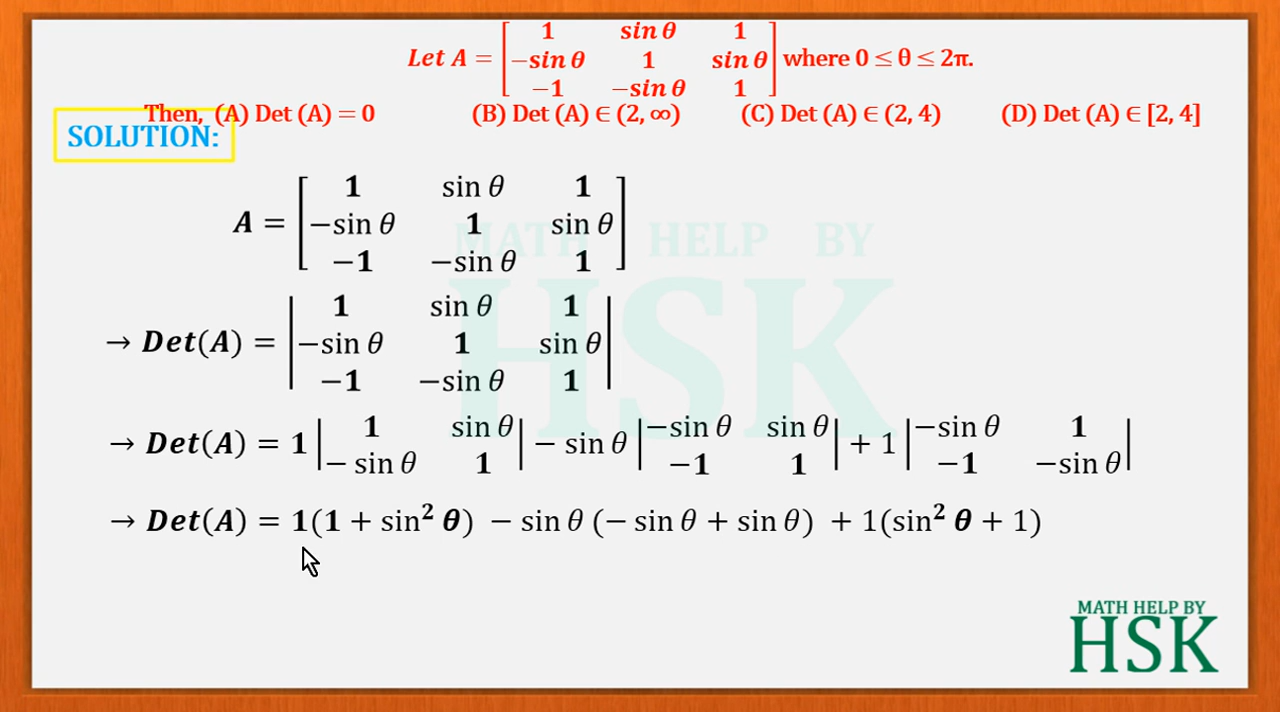 Let A = [ 1 sin θ 1
−sin θ 1 sin θ
−1 −sin θ 1 ] where 0 ≤ θ ≤ 2π.
Then, (A) Det (A) = 0 (B) Det (A) ∈ (2, ∞) (C) Det (A) ∈ (2, 4) (D) Det (A) ∈ [2, 4]
SOLUTION:
A = [ 1 sin θ 1
−sin θ 1 sin θ
−1 −sin θ 1 ]
→ Det(A) = | 1 sin θ 1
−sin θ 1 sin θ
−1 −sin θ 1 |
→ Det(A) = 1 | 1 sin θ
− sin θ 1 | − sin θ | −sin θ sin θ
−1 1 | + 1 | −sin θ 1
−1 −sin θ |
→ Det(A) = 1(1 + sin² θ) − sin θ (− sin θ + sin θ) + 1(sin² θ + 1)
MATH HELP BY
HSK
MATH HELP BY
HSK